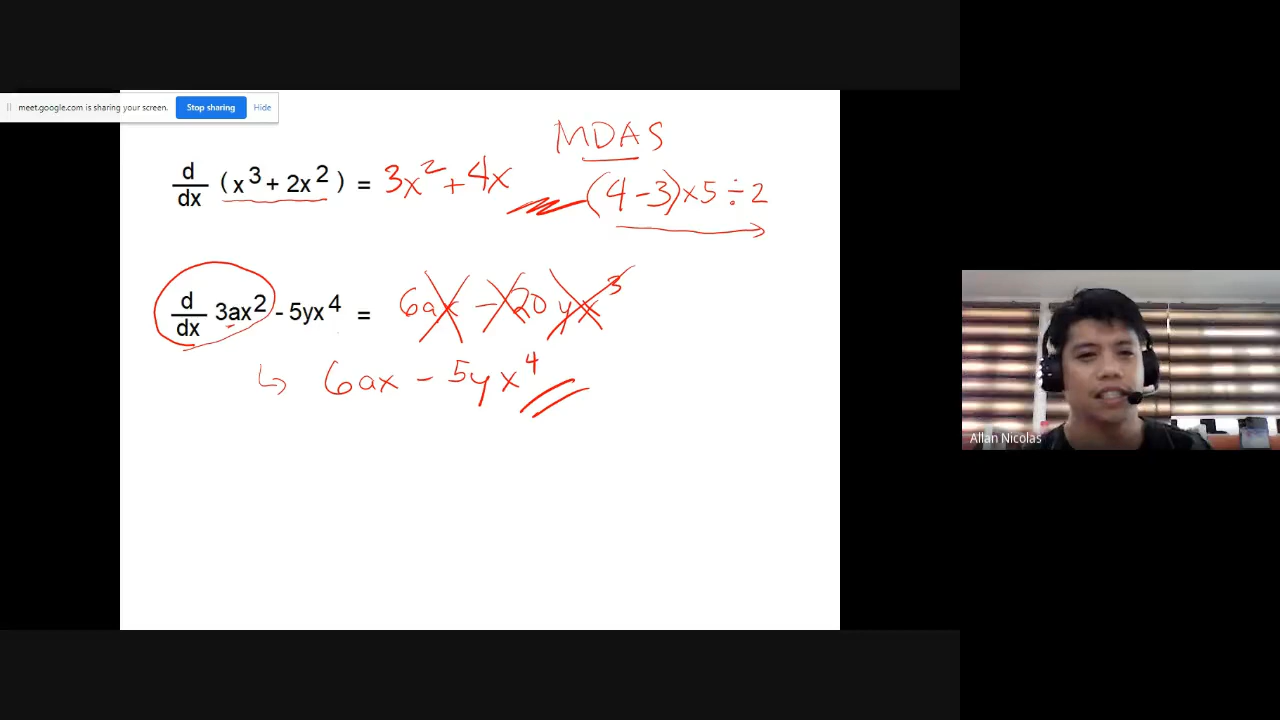 meet.google.com is sharing your screen. Stop sharing Hide
MDAS
d/dx (x³ + 2x²) = 3x² + 4x
(4 - 3) x 5 ÷ 2
d/dx 3ax² - 5yx⁴ = 6ax - 20yx³
↳ 6ax - 5yx⁴
Allan Nicolas